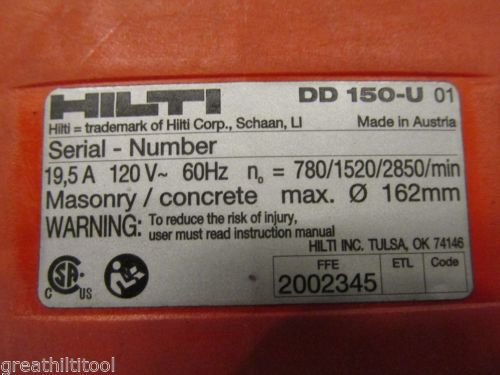 HILTI DD 150-U 01
Hilti = trademark of Hilti Corp., Schaan, LI Made in Austria
Serial - Number
19,5 A 120 V~ 60Hz n₀ = 780/1520/2850/min
Masonry / concrete max. Ø 162mm
WARNING: To reduce the risk of injury,
user must read instruction manual
HILTI INC. TULSA, OK 74146
CSA
C US
FFE ETL Code
2002345
greathiltitool